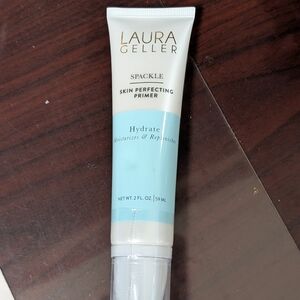 LAURA
GELLER
SPACKLE
SKIN PERFECTING
PRIMER
Hydrate
Moisturizes & Replenishes
NET WT. 2 FL. OZ. | 59 ML